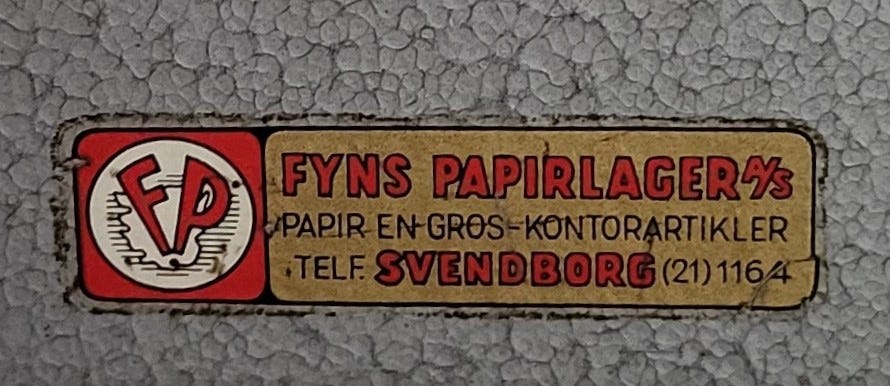 FP
FYNS PAPIRLAGER A/S
PAPIR EN GROS-KONTORARTIKLER
TELF. SVENDBORG (21) 1164